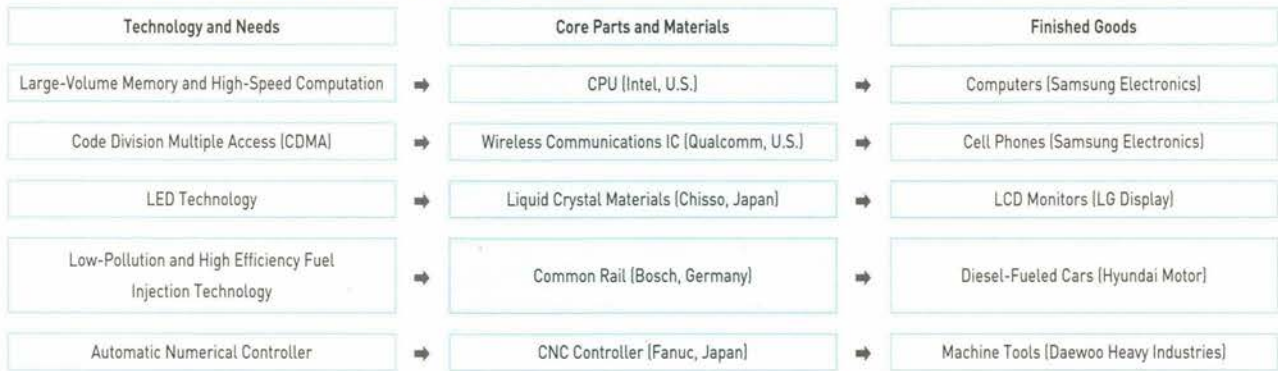 Technology and Needs
Core Parts and Materials
Finished Goods
Large-Volume Memory and High-Speed Computation
CPU (Intel, U.S.)
Computers (Samsung Electronics)
Code Division Multiple Access (CDMA)
Wireless Communications IC (Qualcomm, U.S.)
Cell Phones (Samsung Electronics)
LED Technology
Liquid Crystal Materials (Chisso, Japan)
LCD Monitors (LG Display)
Low-Pollution and High Efficiency Fuel
Injection Technology
Common Rail (Bosch, Germany)
Diesel-Fueled Cars (Hyundai Motor)
Automatic Numerical Controller
CNC Controller (Fanuc, Japan)
Machine Tools (Daewoo Heavy Industries)